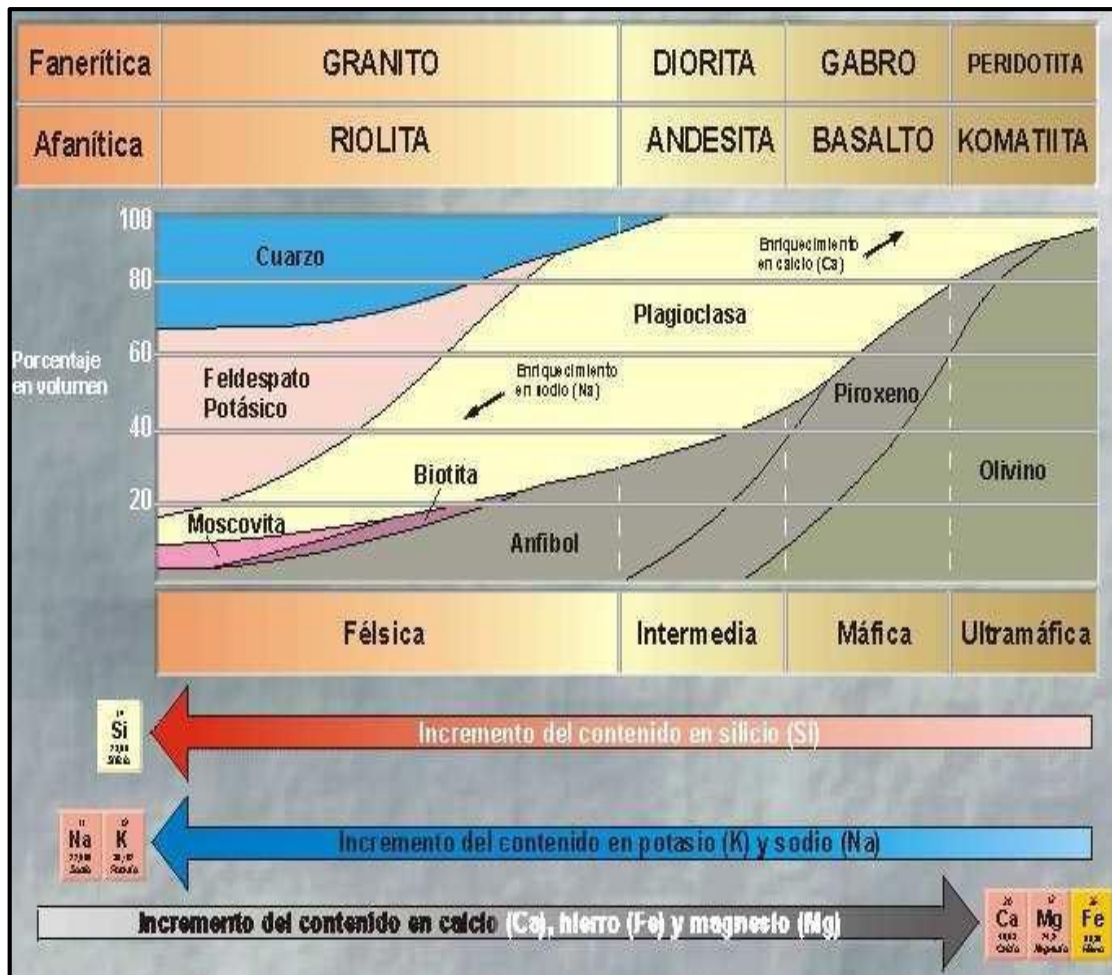 Fanerítica GRANITO DIORITA GABRO PERIDOTITA
Afanítica RIOLITA ANDESITA BASALTO KOMATIITA
100
Cuarzo
Enriquecimiento
en calcio (Ca)
80
Plagioclasa
Porcentaje
en volumen
60
Feldespato
Potásico
Enriquecimiento
en sodio (Na)
Piroxeno
40
Biotita
Olivino
20
Moscovita
Anfibol
Félsica Intermedia Máfica Ultramáfica
Si
Incremento del contenido en silicio (Si)
Na K
Incremento del contenido en potasio (K) y sodio (Na)
Incremento del contenido en calcio (Ca), hierro (Fe) y magnesio (Mg)
Ca Mg Fe